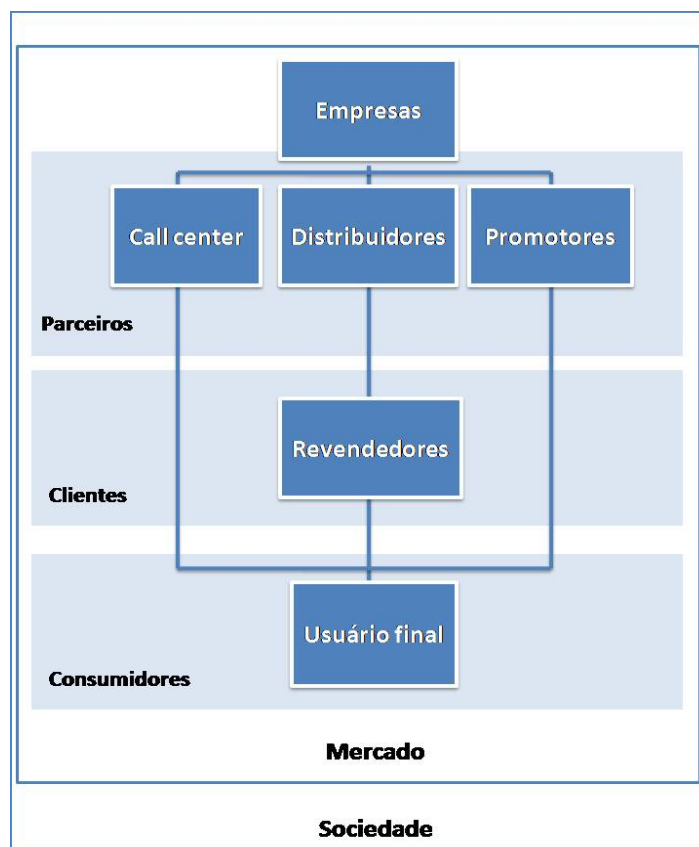 Empresas
Call center
Distribuidores
Promotores
Parceiros
Revendedores
Clientes
Usuário final
Consumidores
Mercado
Sociedade